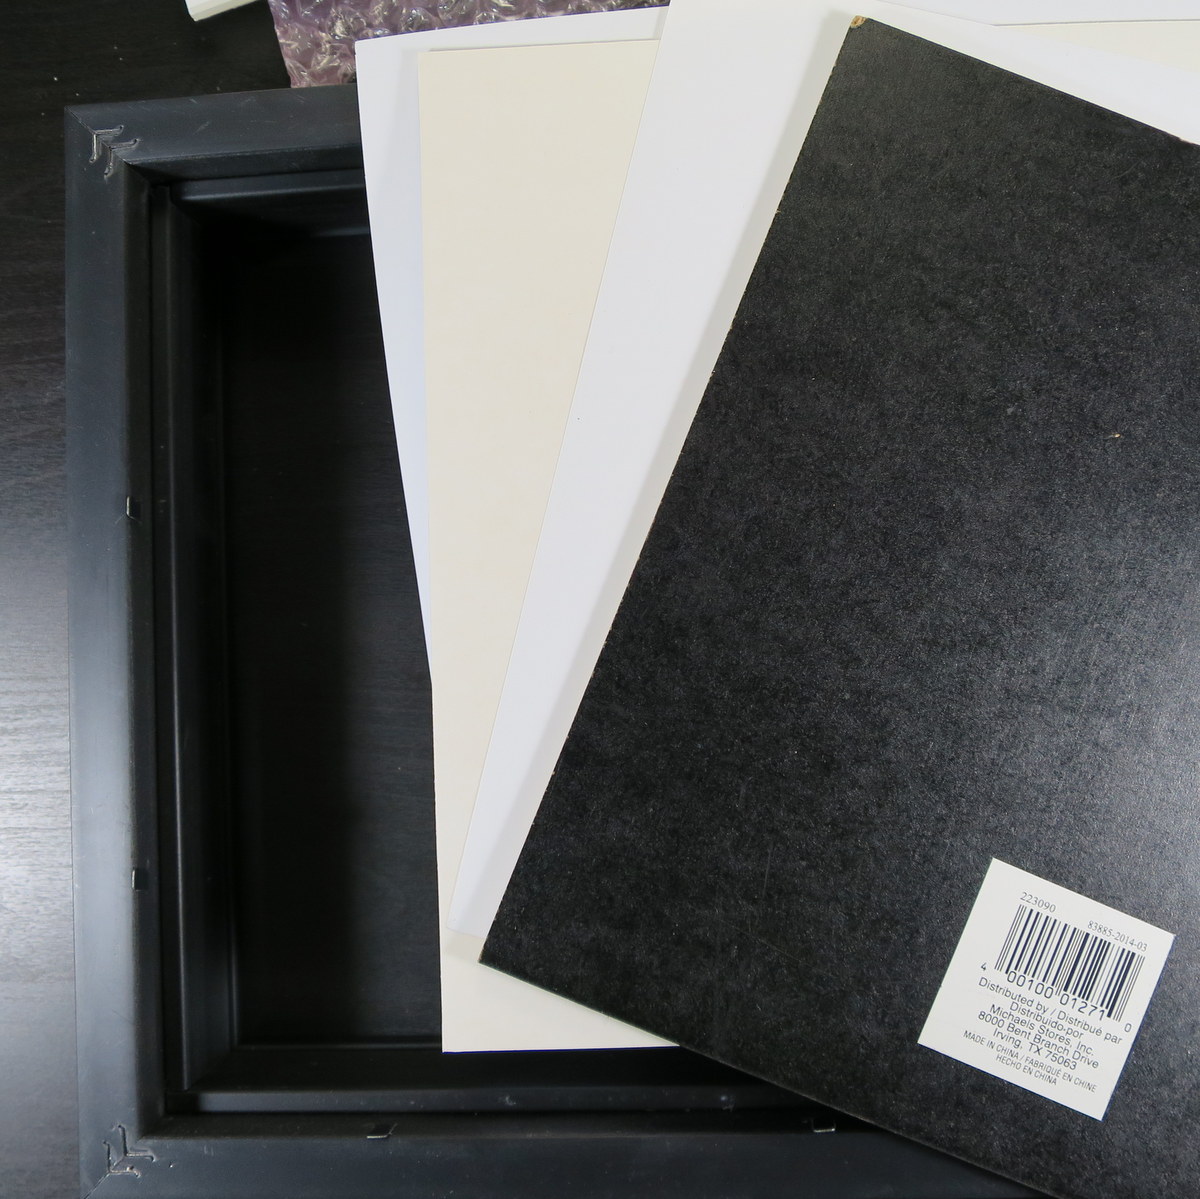 223090
83885-2014-03
4 00100 01271 0
Distributed by / Distribué par
Distribuido-por
Michaels Stores, Inc.
8000 Bent Branch Drive
Irving, TX 75063
MADE IN CHINA / FABRIQUÉ EN CHINE
HECHO EN CHINA